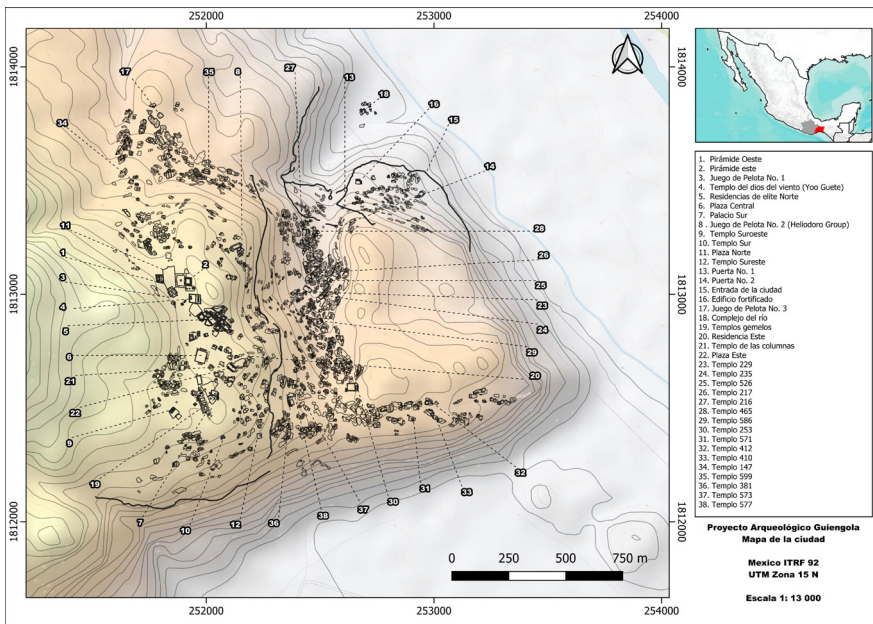 252000
253000
254000
1814000
1814000
17
35
8
27
13
18
34
16
15
14
11
28
1
2
26
3
25
1813000
1813000
4
23
5
24
6
29
21
20
22
9
32
19
31
33
30
37
7
10
12
36
38
1812000
1812000
0
250
500
750 m
252000
253000
254000
1. Pirámide Oeste
2. Pirámide este
3. Juego de Pelota No. 1
4. Templo del dios del viento (Yoo Guete)
5. Residencias de elite Norte
6. Plaza Central
7. Palacio Sur
8 . Juego de Pelota No. 2 (Heliodoro Group)
9. Templo Suroeste
10. Templo Sur
11. Plaza Norte
12. Templo Sureste
13. Puerta No. 1
14. Puerta No. 2
15. Entrada de la ciudad
16. Edificio fortificado
17. Juego de Pelota No. 3
18. Complejo del río
19. Templos gemelos
20. Residencia Este
21. Templo de las columnas
22. Plaza Este
23. Templo 229
24. Templo 235
25. Templo 526
26. Templo 217
27. Templo 216
28. Templo 465
29. Templo 586
30. Templo 253
31. Templo 571
32. Templo 412
33. Templo 410
34. Templo 147
35. Templo 599
36. Templo 381
37. Templo 573
38. Templo 577
Proyecto Arqueológico Guiengola
Mapa de la ciudad
Mexico ITRF 92
UTM Zona 15 N
Escala 1: 13 000